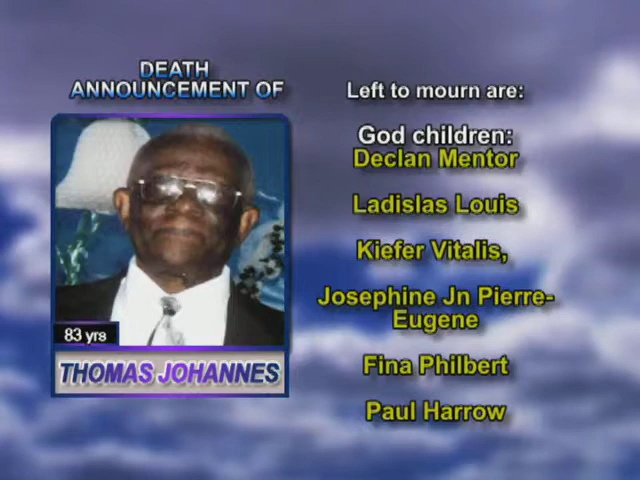 DEATH
ANNOUNCEMENT OF
83 yrs
THOMAS JOHANNES
Left to mourn are:
God children:
Declan Mentor
Ladislas Louis
Kiefer Vitalis,
Josephine Jn Pierre-
Eugene
Fina Philbert
Paul Harrow